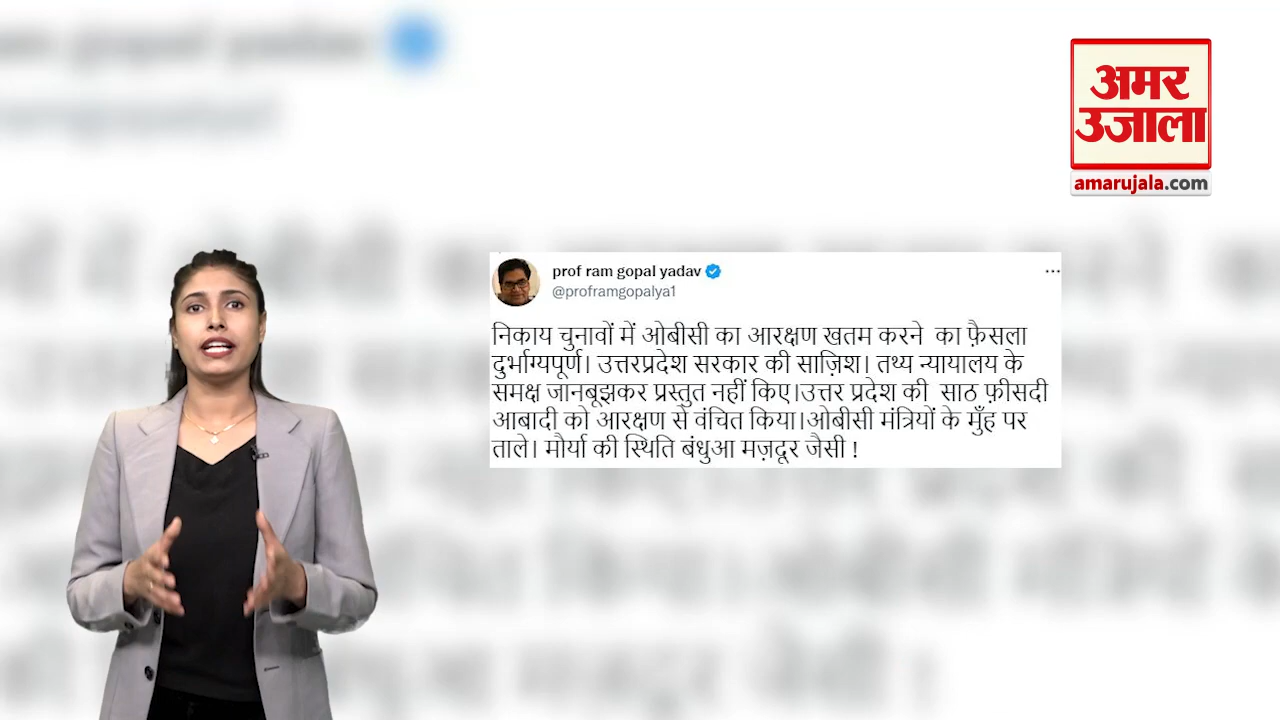 अमर
उजाला
amarujala.com
prof ram gopal yadav
@proframgopalya1
निकाय चुनावों में ओबीसी का आरक्षण खतम करने का फ़ैसला
दुर्भाग्यपूर्ण। उत्तरप्रदेश सरकार की साज़िश। तथ्य न्यायालय के
समक्ष जानबूझकर प्रस्तुत नहीं किए।उत्तर प्रदेश की साठ फ़ीसदी
आबादी को आरक्षण से वंचित किया।ओबीसी मंत्रियों के मुँह पर
ताले। मौर्या की स्थिति बंधुआ मज़दूर जैसी !